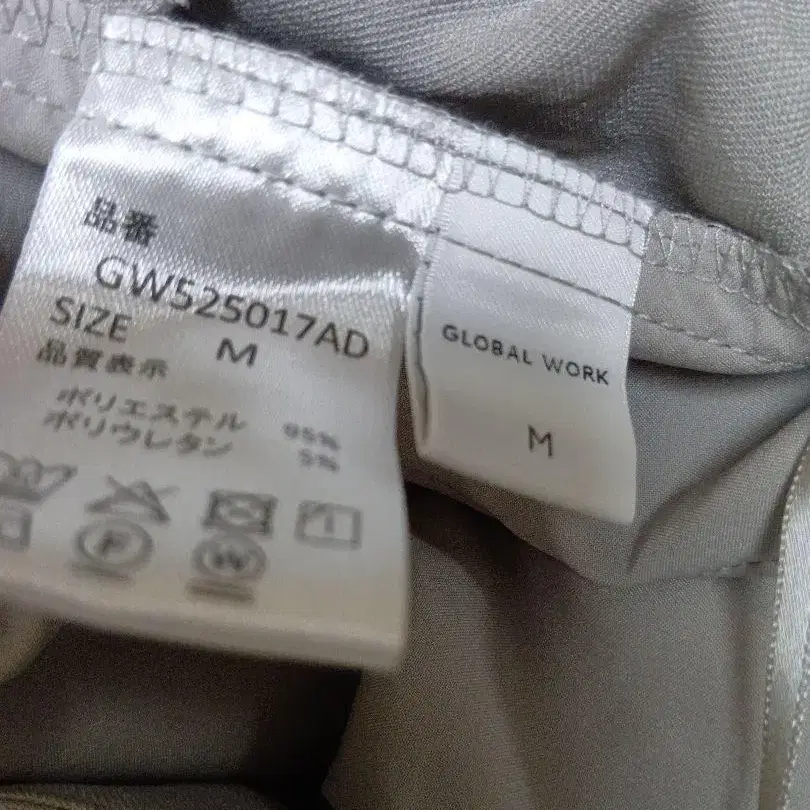 品番
GW525017AD
SIZE M
品質表示
ポリエステル 95%
ポリウレタン 5%
P
W
GLOBAL WORK
M